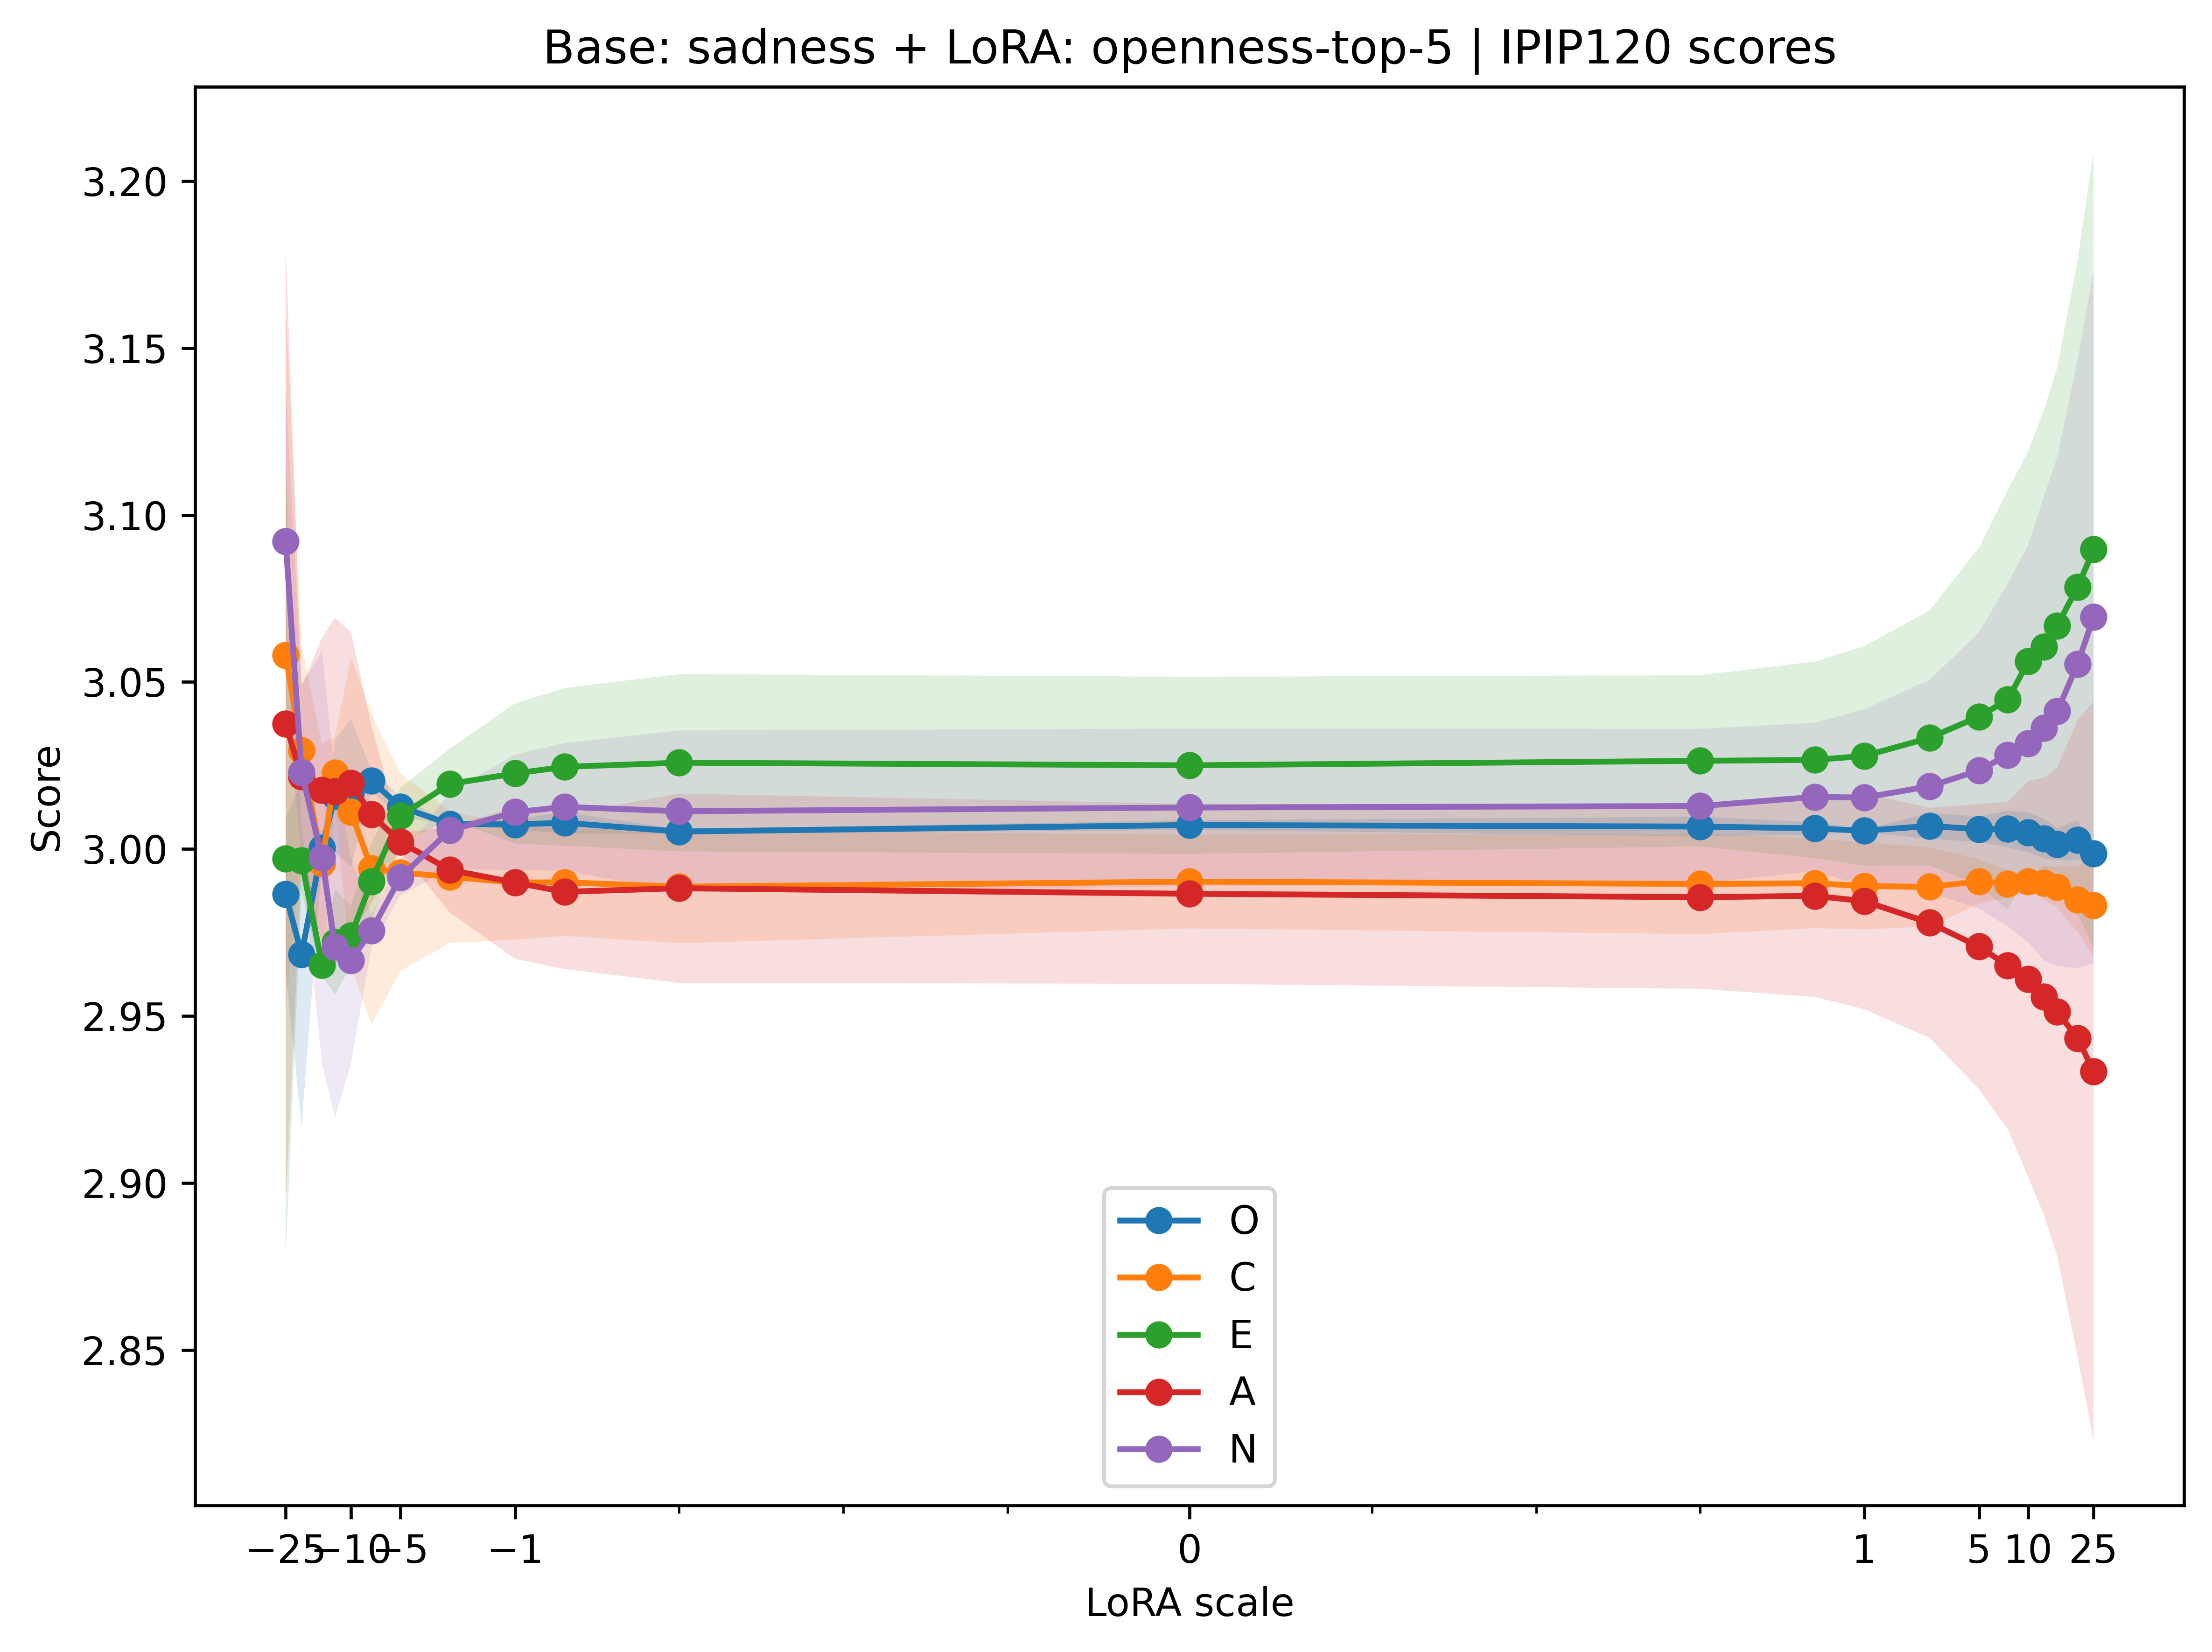 Base: sadness + LoRA: openness-top-5 | IPIP120 scores
Score
3.20
3.15
3.10
3.05
3.00
2.95
2.90
2.85
O
C
E
A
N
−25 −10 −5 −1 0 1 5 10 25
LoRA scale